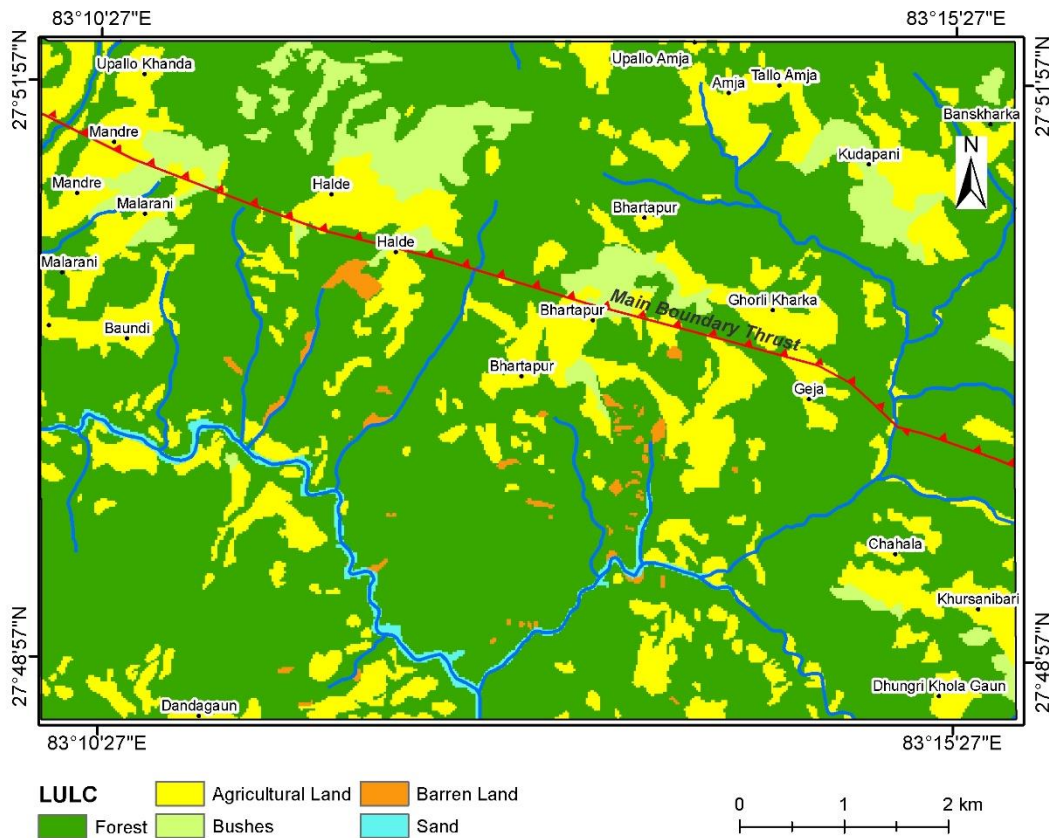 83°10'27"E
83°15'27"E
27°51'57"N
27°51'57"N
Upallo Khanda
Upallo Amja
Amja
Tallo Amja
Banskharka
Mandre
Kudapani
N
Mandre
Halde
Malarani
Bhartapur
Halde
Malarani
Ghorli Kharka
Main Boundary Thrust
Bhartapur
Baundi
Bhartapur
Geja
Chahala
Khursanibari
27°48'57"N
27°48'57"N
Dhungri Khola Gaun
Dandagaun
83°10'27"E
83°15'27"E
LULC
Agricultural Land
Barren Land
Forest
Bushes
Sand
0 1 2 km